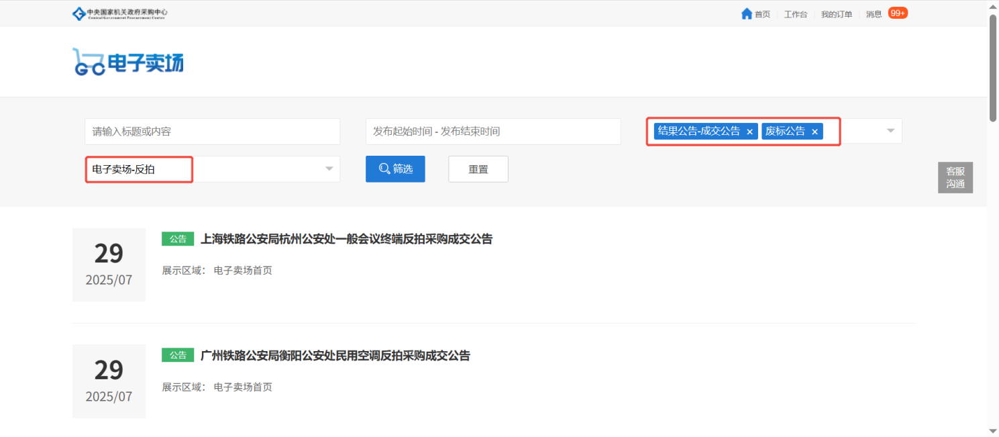 中央国家机关政府采购中心
Central Government Procurement Center
首页 工作台 我的订单 消息 99+
GC 电子卖场
请输入标题或内容 发布起始时间 - 发布结束时间 结果公告-成交公告 × 废标公告 ×
电子卖场-反拍 筛选 重置
客服
沟通
29
2025/07
公告 上海铁路公安局杭州公安处一般会议终端反拍采购成交公告
展示区域： 电子卖场首页
29
2025/07
公告 广州铁路公安局衡阳公安处民用空调反拍采购成交公告
展示区域： 电子卖场首页